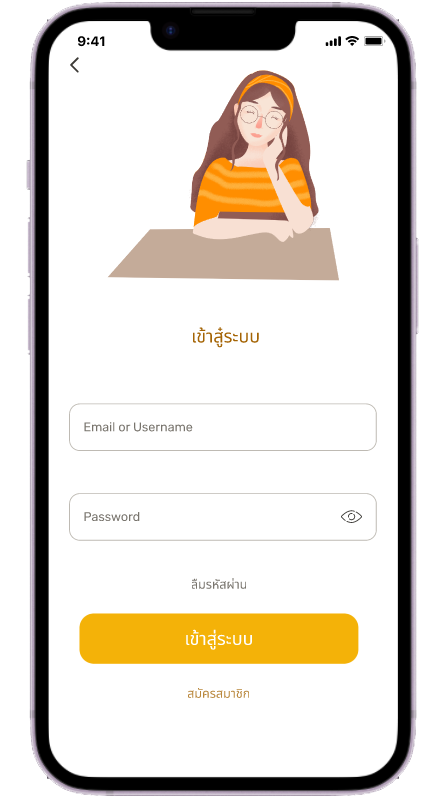 9:41
เข้าสู๋ระบบ
Email or Username
Password
ลืมรหัสผ่าน
เข้าสู่ระบบ
สมัครสมาชิก